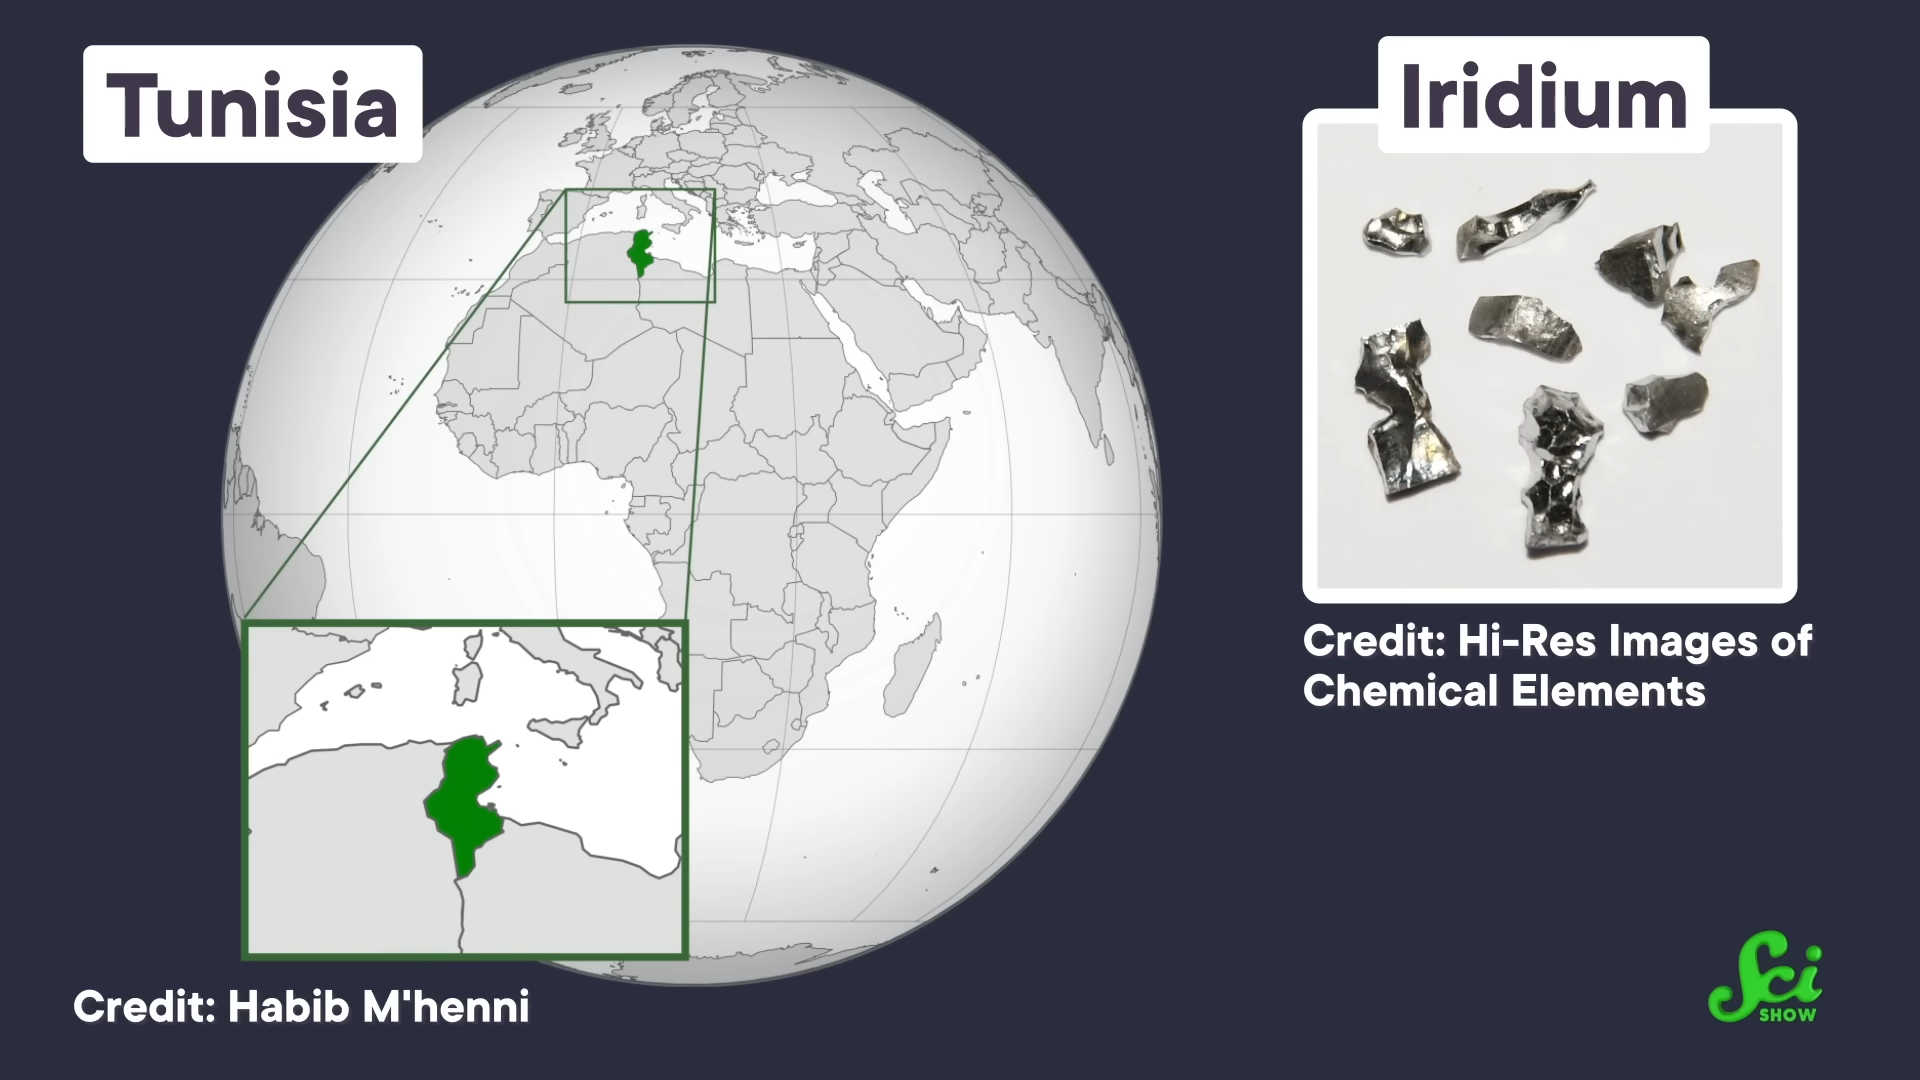 Tunisia
Iridium
Credit: Hi-Res Images of
Chemical Elements
Credit: Habib M'henni
Sci
SHOW